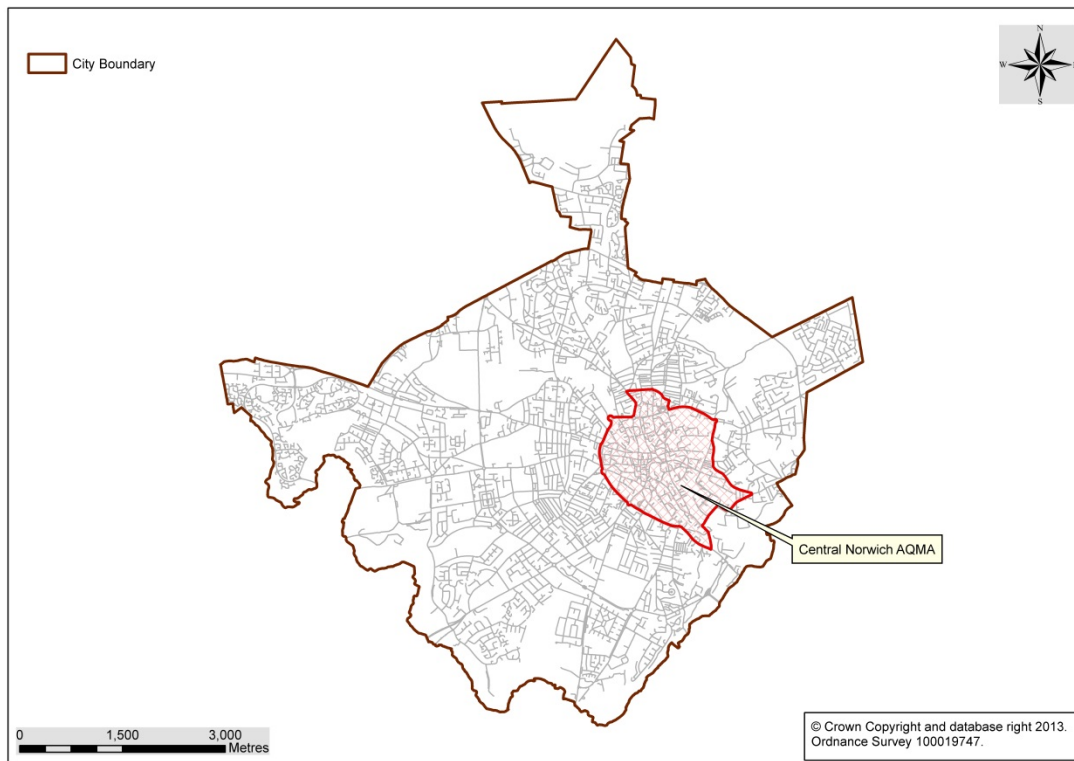 City Boundary
N
W
S
Central Norwich AQMA
0 1,500 3,000
Metres
© Crown Copyright and database right 2013.
Ordnance Survey 100019747.